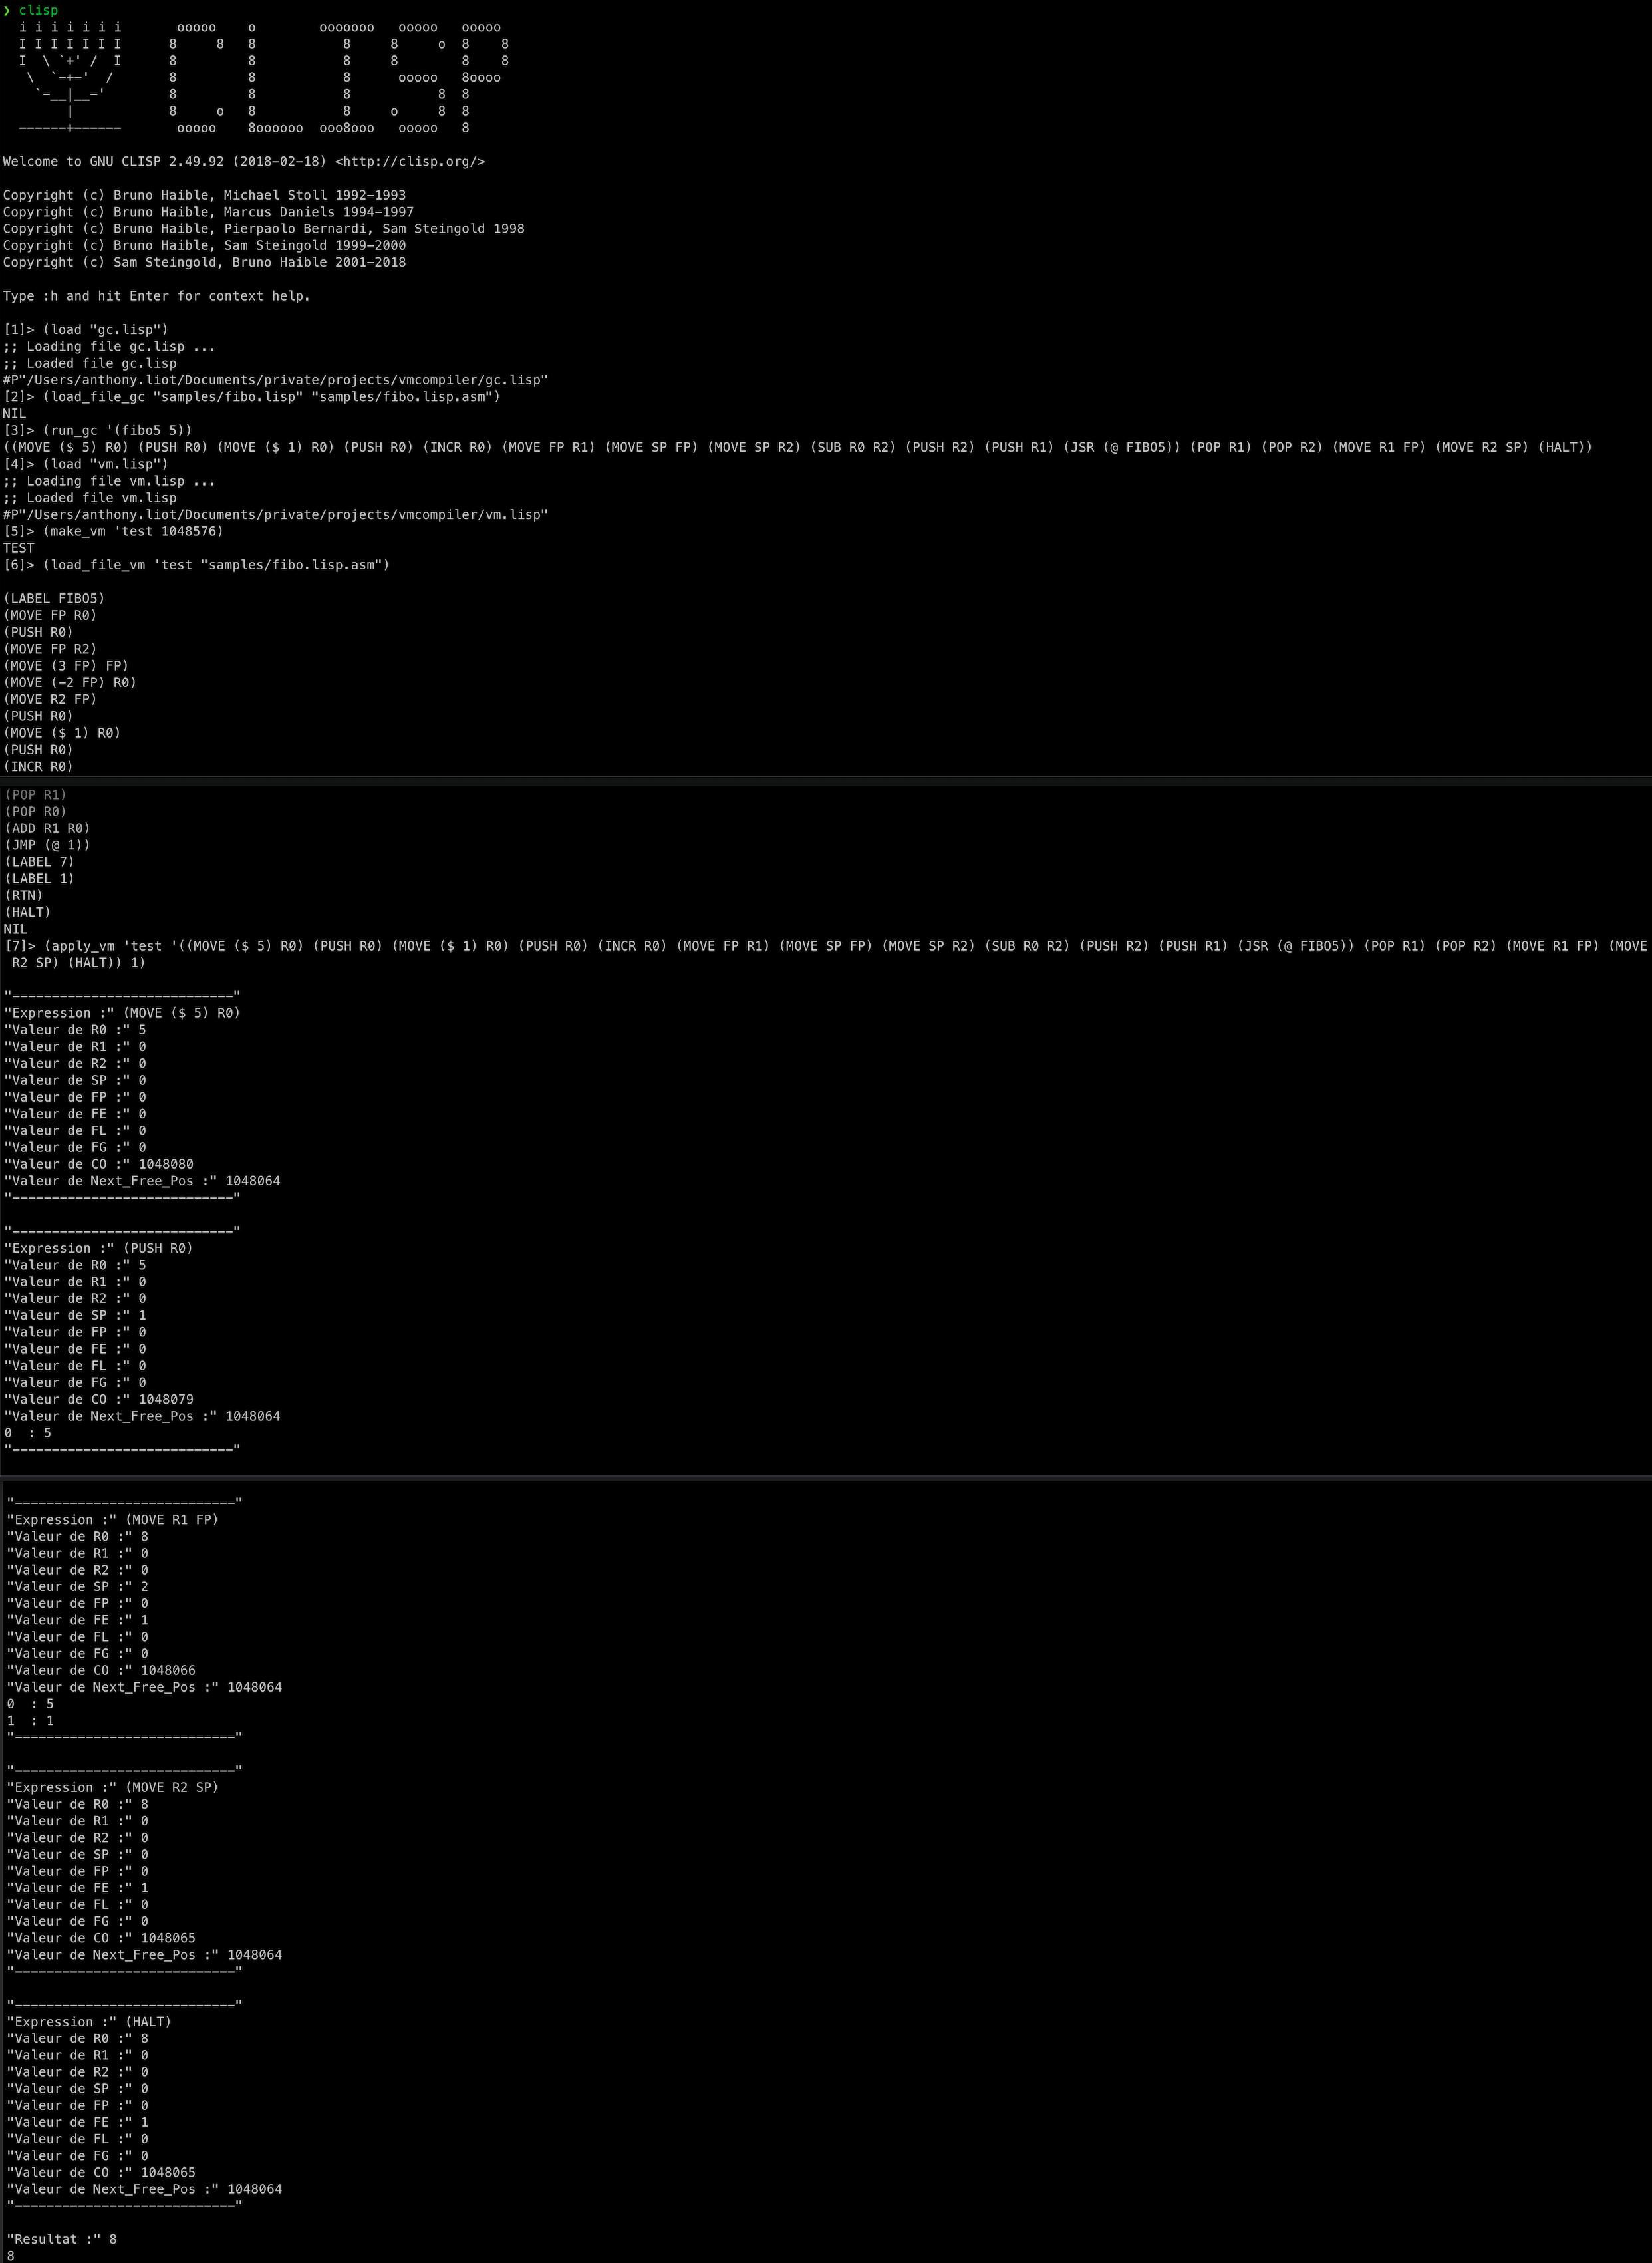 ❯ clisp
  i i i i i i i       ooooo    o        ooooooo   ooooo   ooooo
  I I I I I I I      8     8   8           8     8     o  8    8
  I  \ `+' /  I      8         8           8     8        8    8
   \  `-+-'  /       8         8           8      ooooo   8oooo
    `-__|__-'        8         8           8           8  8
        |            8     o   8           8     o     8  8
  ------+------       ooooo    8oooooo  ooo8ooo   ooooo   8
Welcome to GNU CLISP 2.49.92 (2018-02-18) <http://clisp.org/>
Copyright (c) Bruno Haible, Michael Stoll 1992-1993
Copyright (c) Bruno Haible, Marcus Daniels 1994-1997
Copyright (c) Bruno Haible, Pierpaolo Bernardi, Sam Steingold 1998
Copyright (c) Bruno Haible, Sam Steingold 1999-2000
Copyright (c) Sam Steingold, Bruno Haible 2001-2018
Type :h and hit Enter for context help.
[1]> (load "gc.lisp")
;; Loading file gc.lisp ...
;; Loaded file gc.lisp
#P"/Users/anthony.liot/Documents/private/projects/vmcompiler/gc.lisp"
[2]> (load_file_gc "samples/fibo.lisp" "samples/fibo.lisp.asm")
NIL
[3]> (run_gc '(fibo5 5))
((MOVE ($ 5) R0) (PUSH R0) (MOVE ($ 1) R0) (PUSH R0) (INCR R0) (MOVE FP R1) (MOVE SP FP) (MOVE SP R2) (SUB R0 R2) (PUSH R2) (PUSH R1) (JSR (@ FIBO5)) (POP R1) (POP R2) (MOVE R1 FP) (MOVE R2 SP) (HALT))
[4]> (load "vm.lisp")
;; Loading file vm.lisp ...
;; Loaded file vm.lisp
#P"/Users/anthony.liot/Documents/private/projects/vmcompiler/vm.lisp"
[5]> (make_vm 'test 1048576)
TEST
[6]> (load_file_vm 'test "samples/fibo.lisp.asm")
(LABEL FIBO5)
(MOVE FP R0)
(PUSH R0)
(MOVE FP R2)
(MOVE (3 FP) FP)
(MOVE (-2 FP) R0)
(MOVE R2 FP)
(PUSH R0)
(MOVE ($ 1) R0)
(PUSH R0)
(INCR R0)
(POP R1)
(POP R0)
(ADD R1 R0)
(JMP (@ 1))
(LABEL 7)
(LABEL 1)
(RTN)
(HALT)
NIL
[7]> (apply_vm 'test '((MOVE ($ 5) R0) (PUSH R0) (MOVE ($ 1) R0) (PUSH R0) (INCR R0) (MOVE FP R1) (MOVE SP FP) (MOVE SP R2) (SUB R0 R2) (PUSH R2) (PUSH R1) (JSR (@ FIBO5)) (POP R1) (POP R2) (MOVE R1 FP) (MOVE
 R2 SP) (HALT)) 1)
"----------------------------"
"Expression :" (MOVE ($ 5) R0)
"Valeur de R0 :" 5
"Valeur de R1 :" 0
"Valeur de R2 :" 0
"Valeur de SP :" 0
"Valeur de FP :" 0
"Valeur de FE :" 0
"Valeur de FL :" 0
"Valeur de FG :" 0
"Valeur de CO :" 1048080
"Valeur de Next_Free_Pos :" 1048064
"----------------------------"
"----------------------------"
"Expression :" (PUSH R0)
"Valeur de R0 :" 5
"Valeur de R1 :" 0
"Valeur de R2 :" 0
"Valeur de SP :" 1
"Valeur de FP :" 0
"Valeur de FE :" 0
"Valeur de FL :" 0
"Valeur de FG :" 0
"Valeur de CO :" 1048079
"Valeur de Next_Free_Pos :" 1048064
0  : 5
"----------------------------"
"----------------------------"
"Expression :" (MOVE R1 FP)
"Valeur de R0 :" 8
"Valeur de R1 :" 0
"Valeur de R2 :" 0
"Valeur de SP :" 2
"Valeur de FP :" 0
"Valeur de FE :" 1
"Valeur de FL :" 0
"Valeur de FG :" 0
"Valeur de CO :" 1048066
"Valeur de Next_Free_Pos :" 1048064
0  : 5
1  : 1
"----------------------------"
"----------------------------"
"Expression :" (MOVE R2 SP)
"Valeur de R0 :" 8
"Valeur de R1 :" 0
"Valeur de R2 :" 0
"Valeur de SP :" 0
"Valeur de FP :" 0
"Valeur de FE :" 1
"Valeur de FL :" 0
"Valeur de FG :" 0
"Valeur de CO :" 1048065
"Valeur de Next_Free_Pos :" 1048064
"----------------------------"
"----------------------------"
"Expression :" (HALT)
"Valeur de R0 :" 8
"Valeur de R1 :" 0
"Valeur de R2 :" 0
"Valeur de SP :" 0
"Valeur de FP :" 0
"Valeur de FE :" 1
"Valeur de FL :" 0
"Valeur de FG :" 0
"Valeur de CO :" 1048065
"Valeur de Next_Free_Pos :" 1048064
"----------------------------"
"Resultat :" 8
8